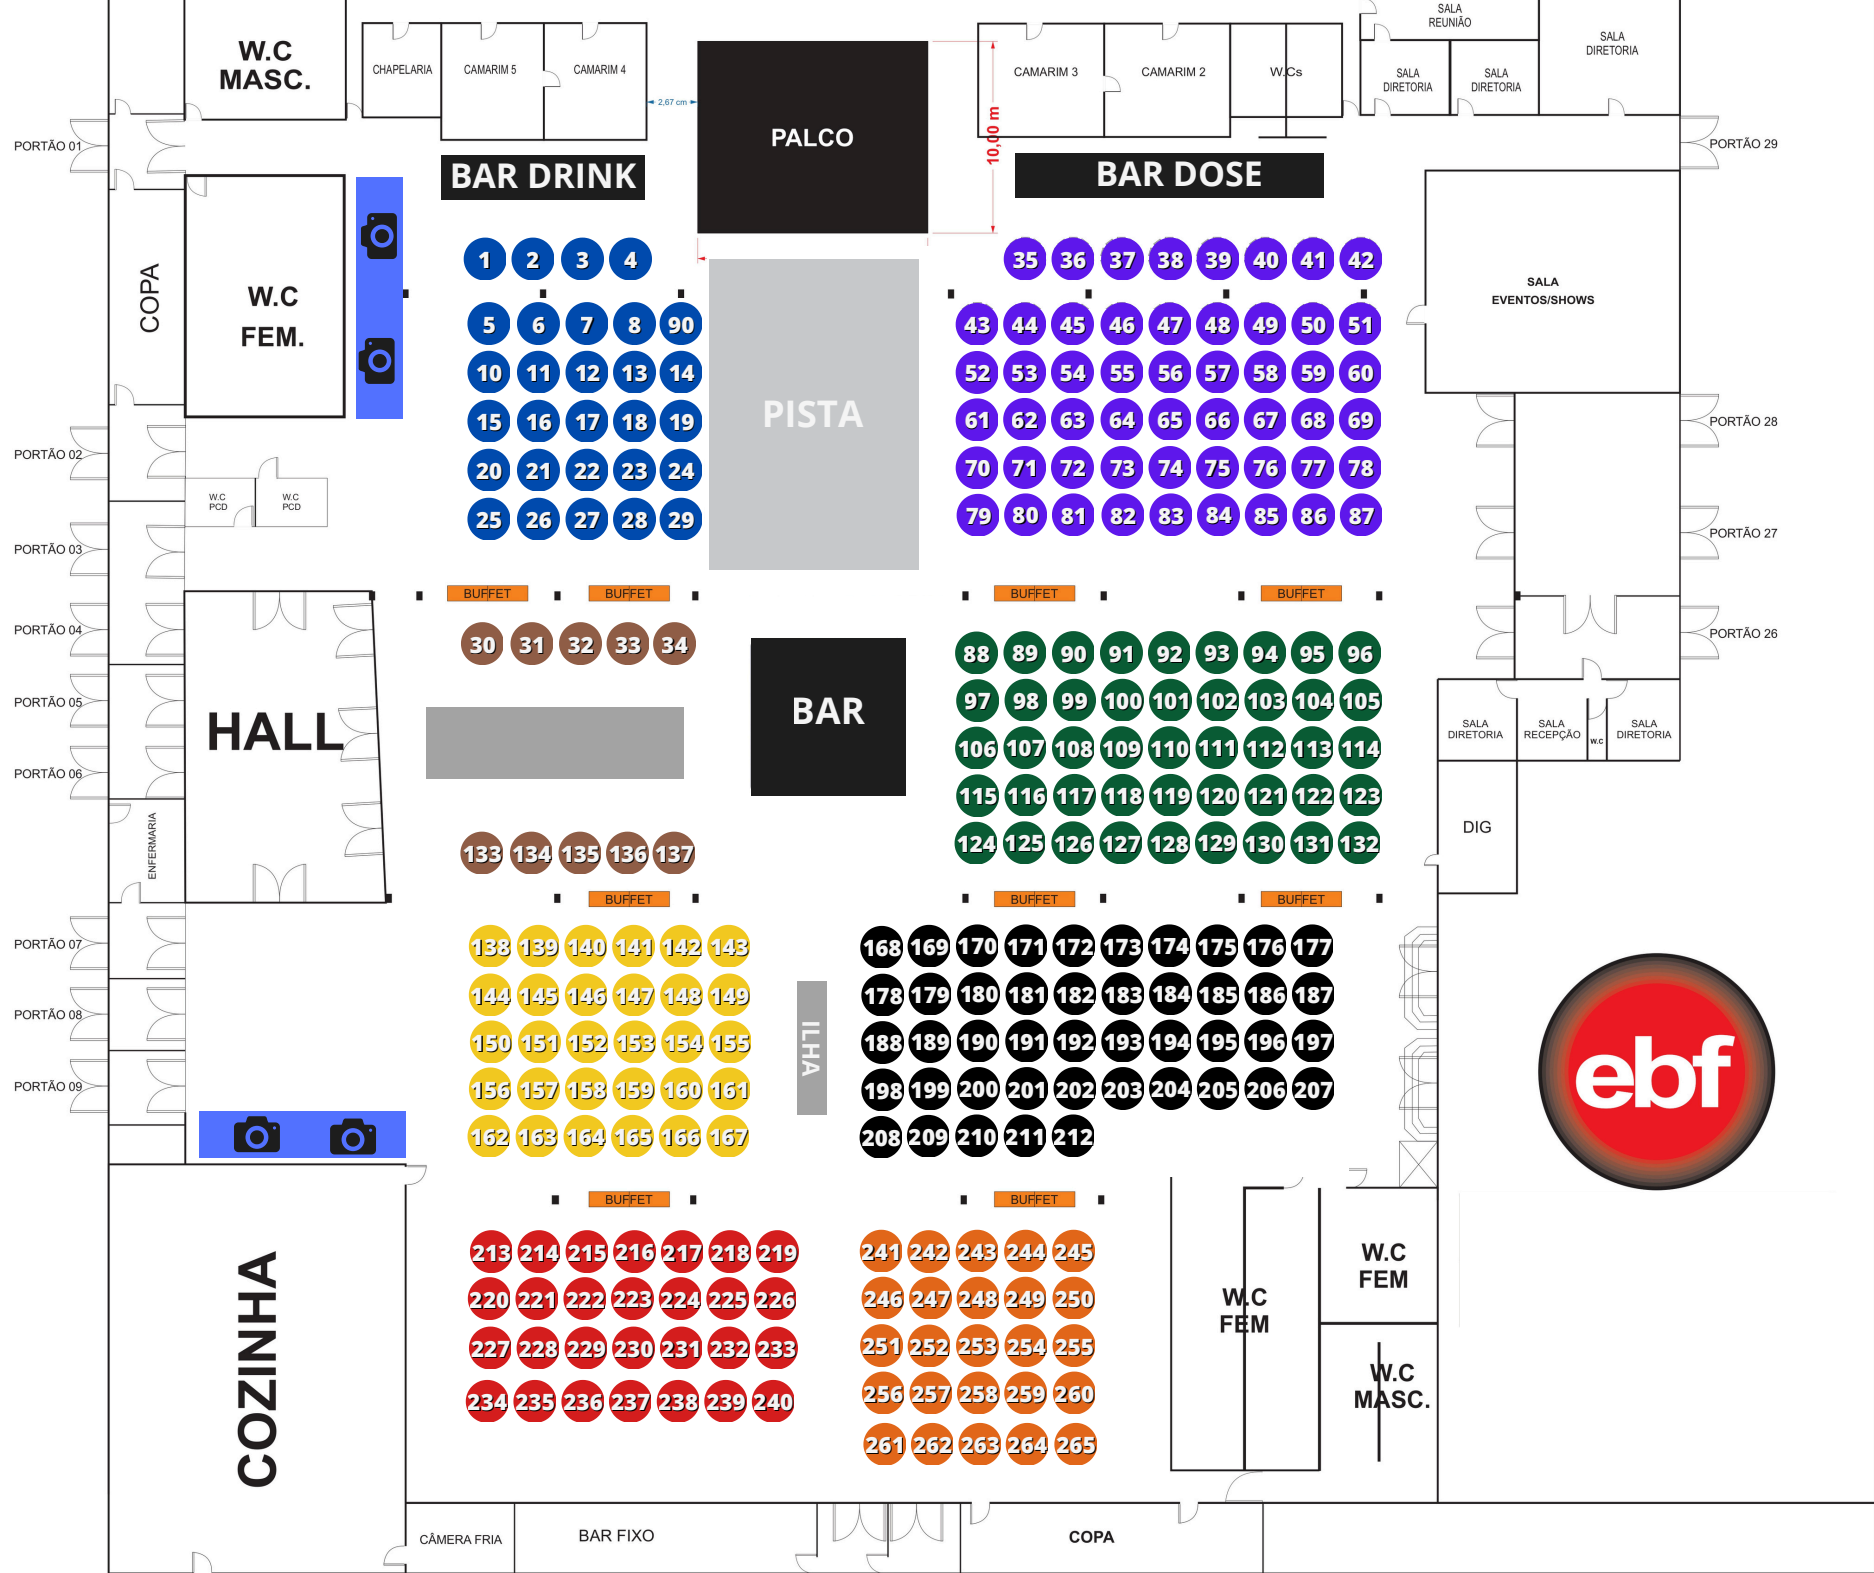 W.C
MASC.
CHAPELARIA
CAMARIM 5
CAMARIM 4
2,67 cm
PALCO
10,00 m
CAMARIM 3
CAMARIM 2
W.Cs
SALA
REUNIÃO
SALA
DIRETORIA
SALA
DIRETORIA
SALA
DIRETORIA
PORTÃO 01
PORTÃO 29
BAR DRINK
BAR DOSE
COPA
W.C
FEM.
SALA
EVENTOS/SHOWS
1 2 3 4
35 36 37 38 39 40 41 42
5 6 7 8 90
43 44 45 46 47 48 49 50 51
10 11 12 13 14
52 53 54 55 56 57 58 59 60
15 16 17 18 19
61 62 63 64 65 66 67 68 69
20 21 22 23 24
70 71 72 73 74 75 76 77 78
25 26 27 28 29
79 80 81 82 83 84 85 86 87
PISTA
PORTÃO 02
PORTÃO 28
W.C
PCD
W.C
PCD
PORTÃO 03
PORTÃO 27
BUFFET
BUFFET
BUFFET
BUFFET
PORTÃO 04
PORTÃO 26
30 31 32 33 34
88 89 90 91 92 93 94 95 96
97 98 99 100 101 102 103 104 105
106 107 108 109 110 111 112 113 114
115 116 117 118 119 120 121 122 123
124 125 126 127 128 129 130 131 132
PORTÃO 05
HALL
BAR
SALA
DIRETORIA
SALA
RECEPÇÃO
W.C
SALA
DIRETORIA
PORTÃO 06
ENFERMARIA
DIG
133 134 135 136 137
BUFFET
BUFFET
BUFFET
PORTÃO 07
138 139 140 141 142 143
168 169 170 171 172 173 174 175 176 177
144 145 146 147 148 149
178 179 180 181 182 183 184 185 186 187
PORTÃO 08
150 151 152 153 154 155
188 189 190 191 192 193 194 195 196 197
ILHA
156 157 158 159 160 161
198 199 200 201 202 203 204 205 206 207
PORTÃO 09
162 163 164 165 166 167
208 209 210 211 212
ebf
BUFFET
BUFFET
213 214 215 216 217 218 219
241 242 243 244 245
220 221 222 223 224 225 226
246 247 248 249 250
227 228 229 230 231 232 233
251 252 253 254 255
234 235 236 237 238 239 240
256 257 258 259 260
261 262 263 264 265
COZINHA
W.C
FEM
W.C
FEM
W.C
MASC.
CÂMERA FRIA
BAR FIXO
COPA